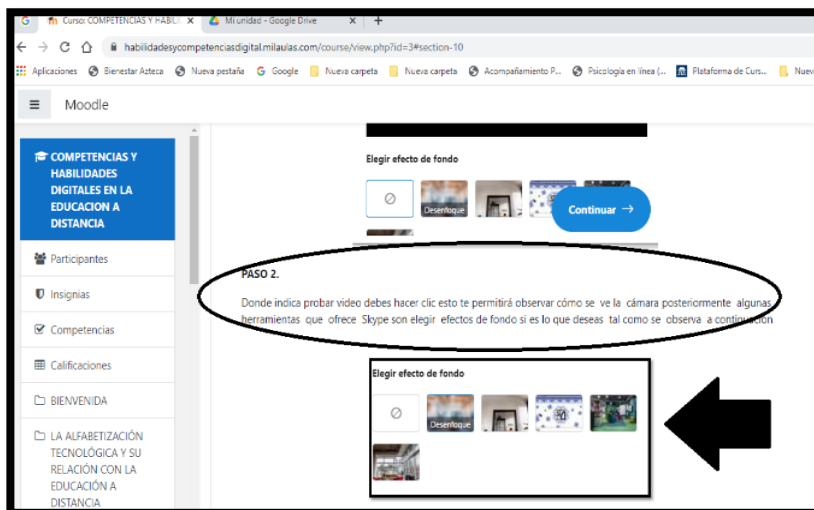 Curso: COMPETENCIAS Y HABILI
Mi unidad - Google Drive
habilidadesycompetenciasdigital.milaulas.com/course/view.php?id=3#section-10
Aplicaciones Bienestar Azteca Nueva pestaña Google Nueva carpeta Nueva carpeta Acompañamiento P... Psicología en línea (... Plataforma de Curs... Nuev
Moodle
COMPETENCIAS Y
HABILIDADES
DIGITALES EN LA
EDUCACION A
DISTANCIA
Participantes
Insignias
Competencias
Calificaciones
BIENVENIDA
LA ALFABETIZACIÓN
TECNOLÓGICA Y SU
RELACIÓN CON LA
EDUCACIÓN A
DISTANCIA
Elegir efecto de fondo
Desenfoque
Continuar →
PASO 2.
Donde indica probar video debes hacer clic esto te permitirá observar cómo se ve la cámara posteriormente algunas
herramientas que ofrece Skype son elegir efectos de fondo si es lo que deseas tal como se observa a continuación
Elegir efecto de fondo
Desenfoque